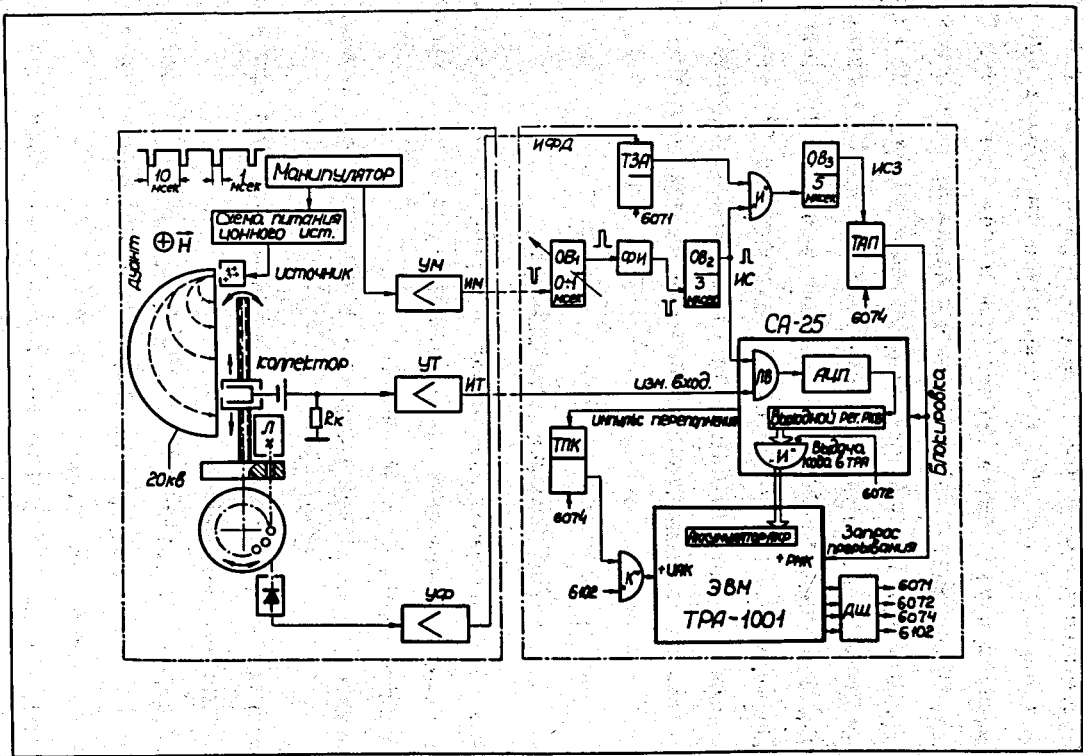 10
мсек
1
мсек
Манипулятор
Схема питания
ионного ист.
⊕ H
дуант
источник
УМ
ИМ
коллектор
УТ
ИТ
Rк
Л
20кв
УФ
ИФД
ТЗА
6071
"И"
ОВ3
5
мксек
ИСЗ
ТАП
6074
ОВ1
0-1
мсек
ФИ
ОВ2
3
мксек
ИС
СА-25
изм. вход.
ЛВ
АЦП
Выходной Рег.
"И"
Выдача
кода в ТРА
6072
Блокировка
импульс переполнения
ТПК
6074
Аккумулятор
Запрос
прерывания
6102
"К"
ЭВМ
ТРА-1001
ДШ
6071
6072
6074
6102